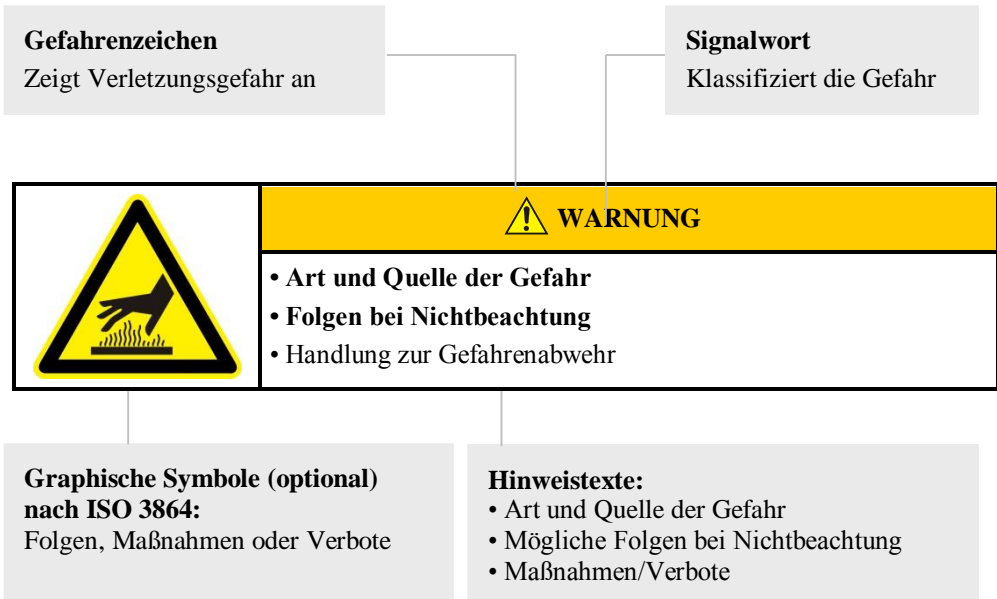 Gefahrenzeichen
Zeigt Verletzungsgefahr an
Signalwort
Klassifiziert die Gefahr
WARNUNG
• Art und Quelle der Gefahr
• Folgen bei Nichtbeachtung
• Handlung zur Gefahrenabwehr
Graphische Symbole (optional)
nach ISO 3864:
Folgen, Maßnahmen oder Verbote
Hinweistexte:
• Art und Quelle der Gefahr
• Mögliche Folgen bei Nichtbeachtung
• Maßnahmen/Verbote